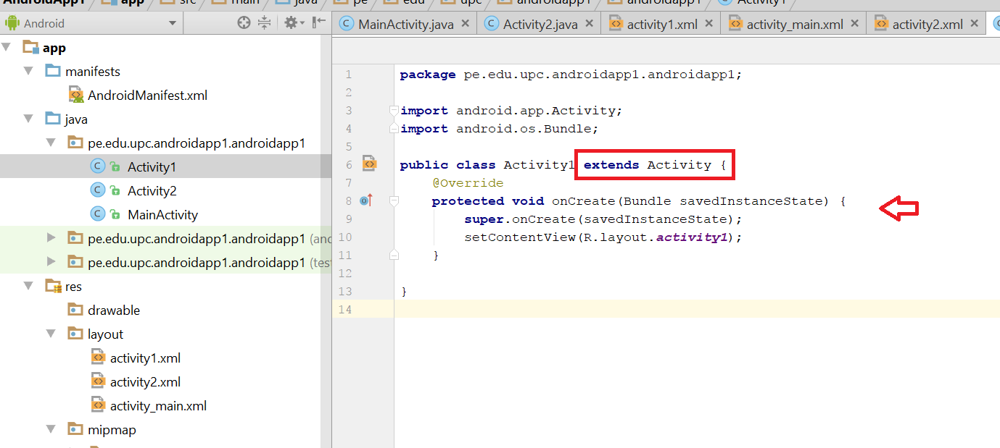 AndroidApp1 app src main java pe edu upc androidapp1 androidapp1 Activity1
Android
MainActivity.java Activity2.java activity1.xml activity_main.xml activity2.xml
app
manifests
AndroidManifest.xml
java
pe.edu.upc.androidapp1.androidapp1
Activity1
Activity2
MainActivity
pe.edu.upc.androidapp1.androidapp1 (anc
pe.edu.upc.androidapp1.androidapp1 (tes
res
drawable
layout
activity1.xml
activity2.xml
activity_main.xml
mipmap
1 package pe.edu.upc.androidapp1.androidapp1;
2
3 import android.app.Activity;
4 import android.os.Bundle;
5
6 public class Activity1 extends Activity {
7 @Override
8 protected void onCreate(Bundle savedInstanceState) {
9 super.onCreate(savedInstanceState);
10 setContentView(R.layout.activity1);
11 }
12
13 }
14